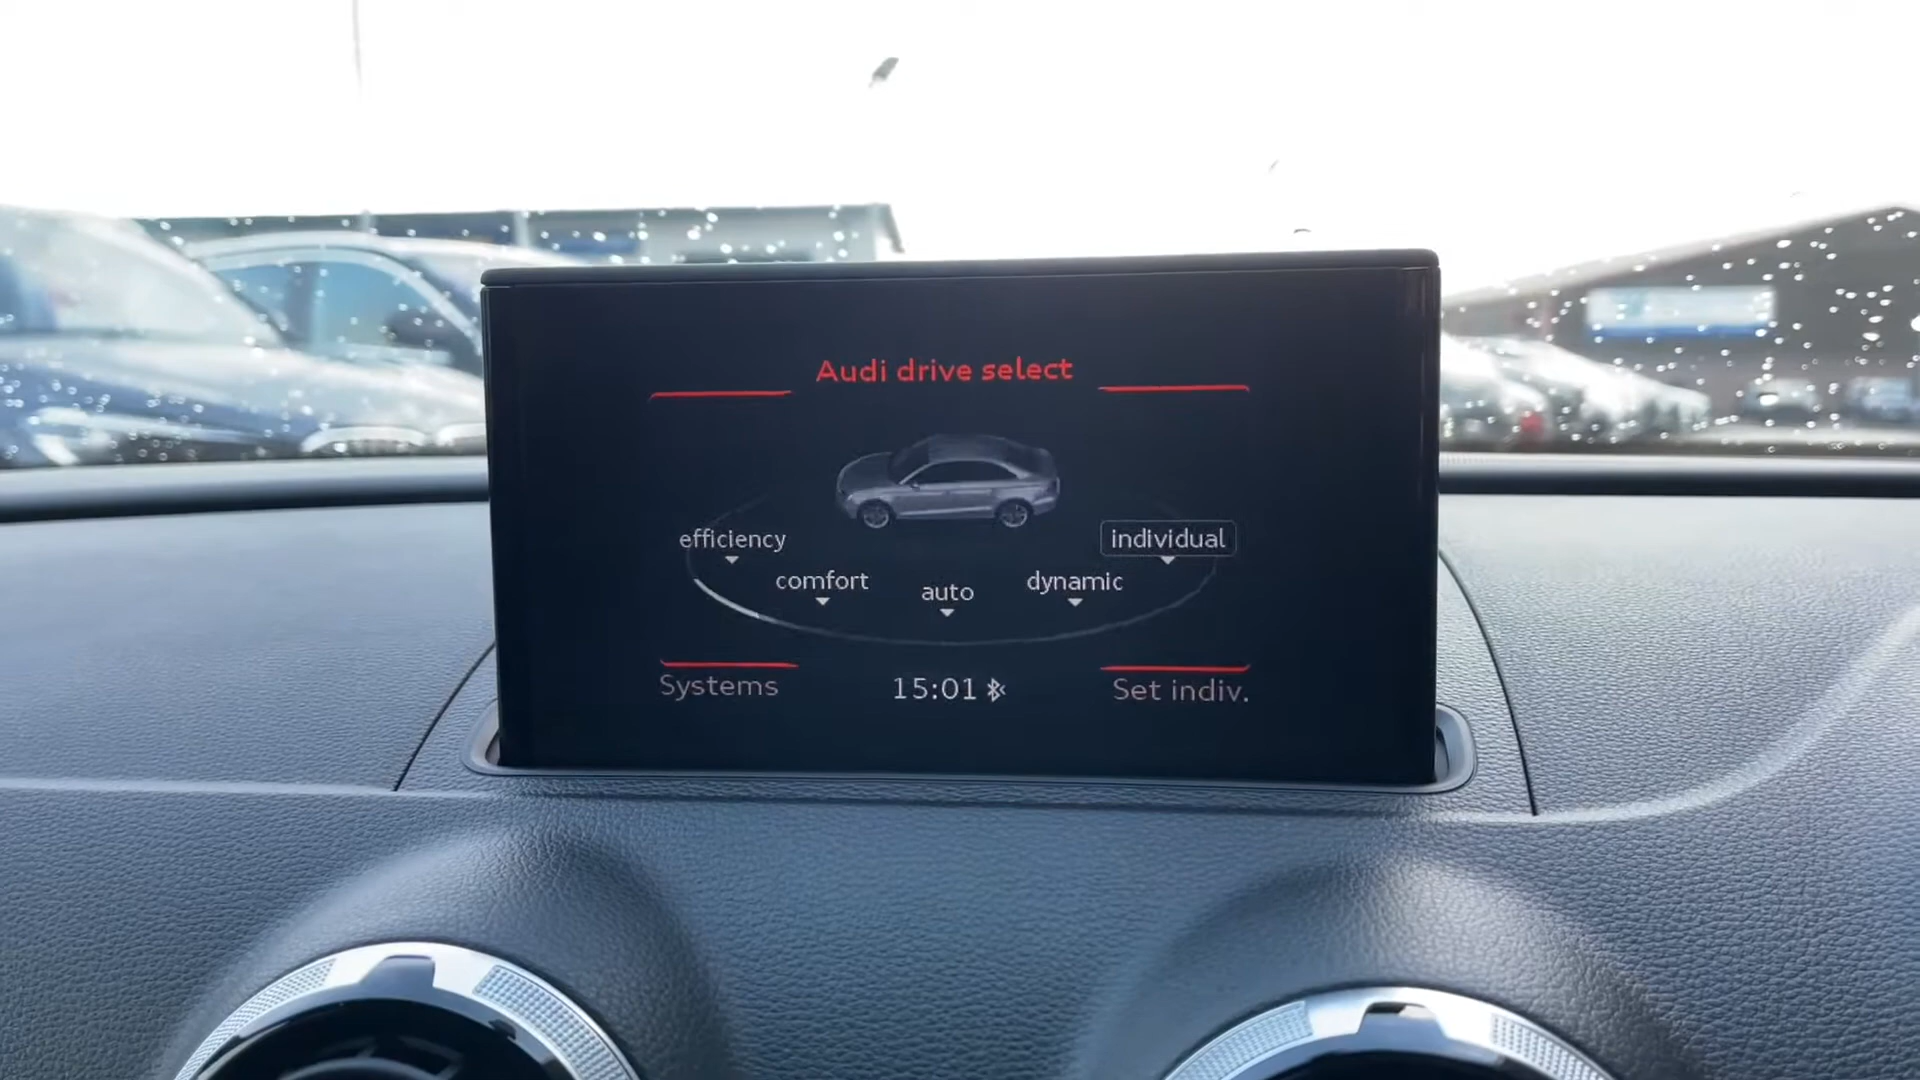 Audi drive select
efficiency
individual
comfort
dynamic
auto
Systems
15:01
Set indiv.